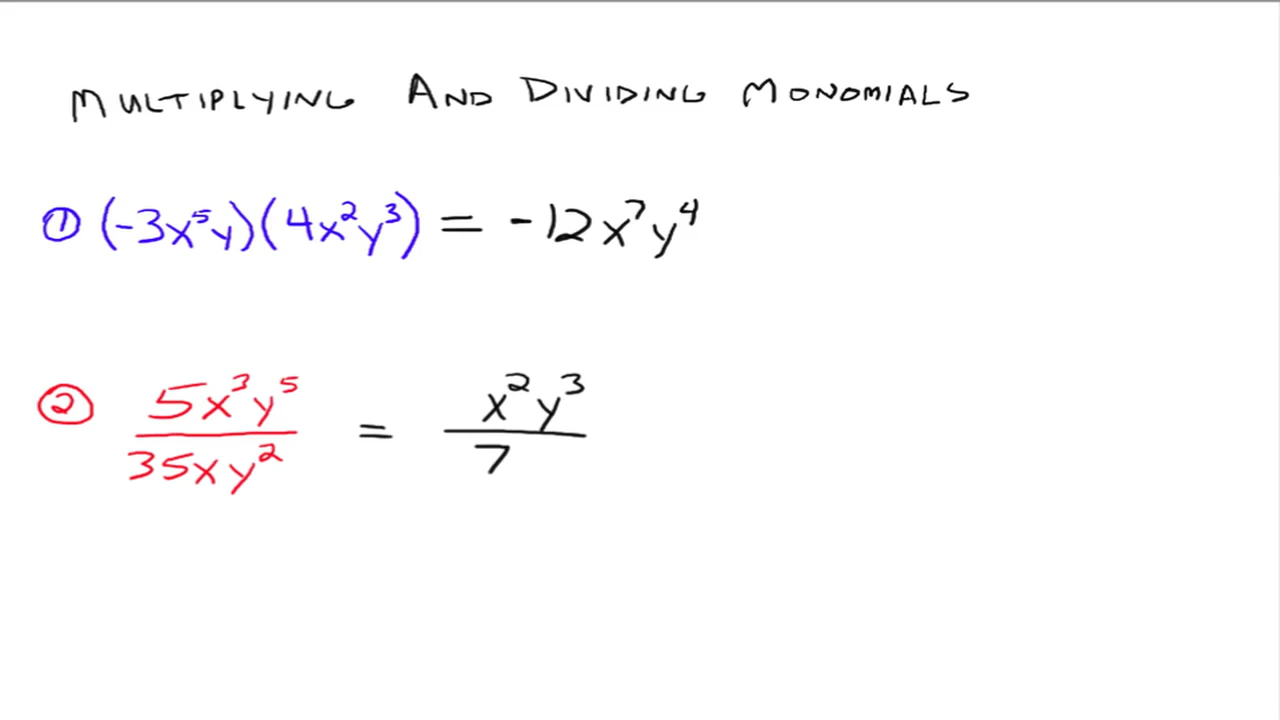 MULTIPLYING AND DIVIDING MONOMIALS
① (-3x⁵y)(4x²y³) = -12x⁷y⁴
② 5x³y⁵/35xy² = x²y³/7